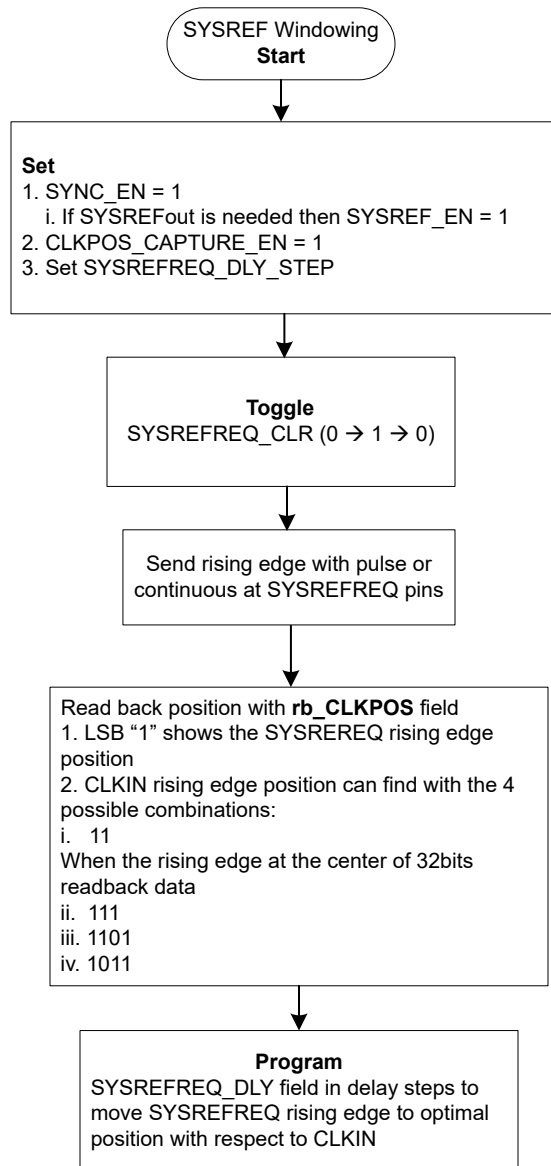 SYSREF Windowing
Start
Set
1. SYNC_EN = 1
i. If SYSREFout is needed then SYSREF_EN = 1
2. CLKPOS_CAPTURE_EN = 1
3. Set SYSREFREQ_DLY_STEP
Toggle
SYSREFREQ_CLR (0 → 1 → 0)
Send rising edge with pulse or
continuous at SYSREFREQ pins
Read back position with rb_CLKPOS field
1. LSB “1” shows the SYSREREQ rising edge
position
2. CLKIN rising edge position can find with the 4
possible combinations:
i. 11
When the rising edge at the center of 32bits
readback data
ii. 111
iii. 1101
iv. 1011
Program
SYSREFREQ_DLY field in delay steps to
move SYSREFREQ rising edge to optimal
position with respect to CLKIN